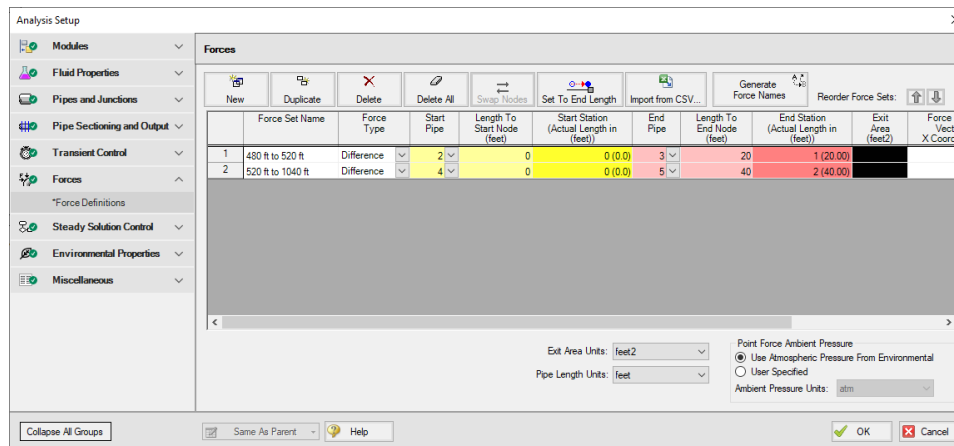 Analysis Setup
Modules
Fluid Properties
Pipes and Junctions
Pipe Sectioning and Output
Transient Control
Forces
*Force Definitions
Steady Solution Control
Environmental Properties
Miscellaneous
Collapse All Groups
Forces
New
Duplicate
Delete
Delete All
Swap Nodes
Set To End Length
Import from CSV...
Generate
Force Names
Reorder Force Sets:
Force Set Name
Force
Type
Start
Pipe
Length To
Start Node
(feet)
Start Station
(Actual Length in
(feet))
End
Pipe
Length To
End Node
(feet)
End Station
(Actual Length in
(feet))
Exit
Area
(feet2)
Force
Vect
X Coord
1 480 ft to 520 ft Difference 2 0 0 (0.0) 3 20 1 (20.00)
2 520 ft to 1040 ft Difference 4 0 0 (0.0) 5 40 2 (40.00)
Exit Area Units: feet2
Pipe Length Units: feet
Point Force Ambient Pressure
Use Atmospheric Pressure From Environmental
User Specified
Ambient Pressure Units: atm
Same As Parent
Help
OK
Cancel